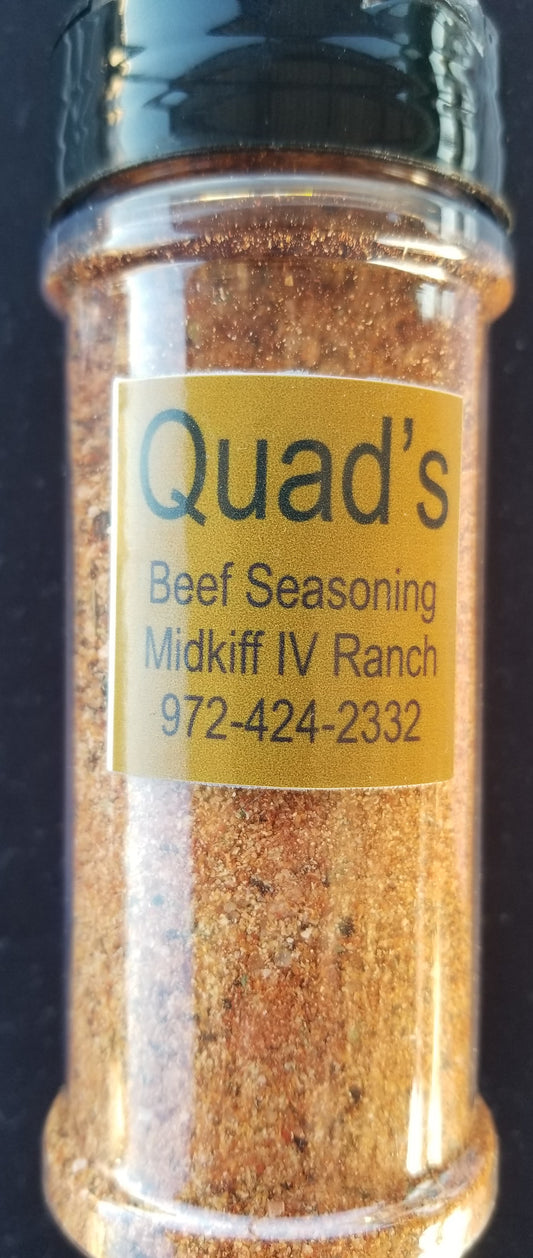 Quad's
Beef Seasoning
Midkiff IV Ranch
972-424-2332